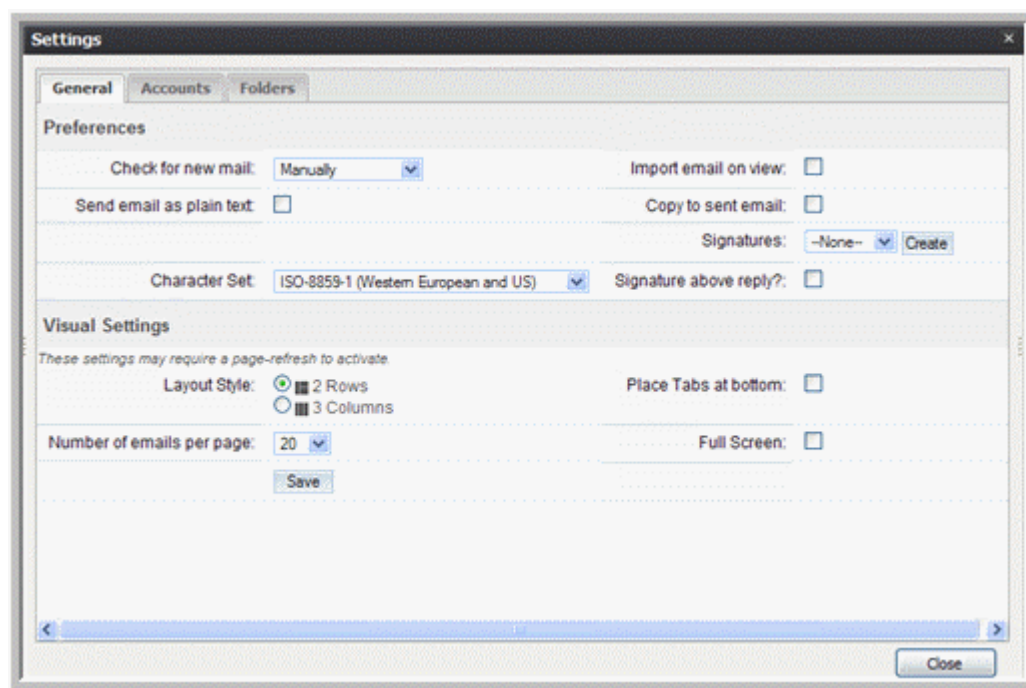 Settings
General Accounts Folders
Preferences
Check for new mail: Manually Import email on view:
Send email as plain text: Copy to sent email:
Signatures: --None-- Create
Character Set: ISO-8859-1 (Western European and US) Signature above reply?:
Visual Settings
These settings may require a page-refresh to activate.
Layout Style: 2 Rows Place Tabs at bottom:
3 Columns
Number of emails per page: 20 Full Screen:
Save
Close